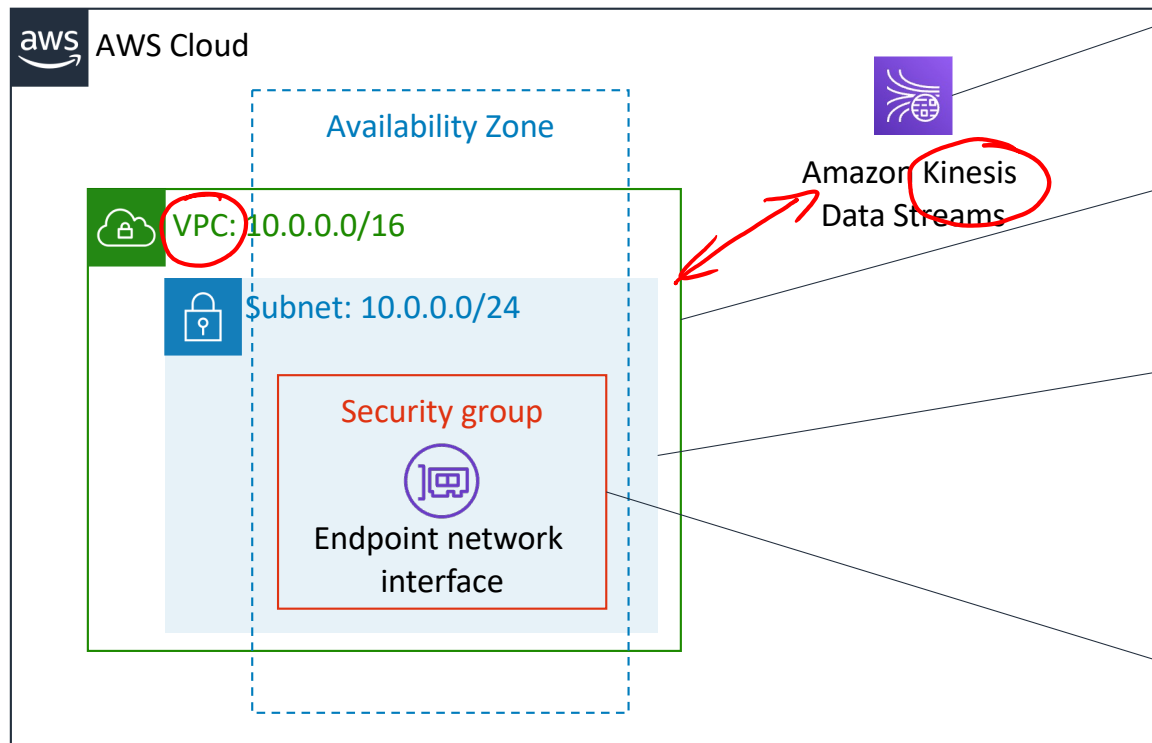 aws
AWS Cloud
Availability Zone
Amazon Kinesis
Data Streams
VPC: 10.0.0.0/16
Subnet: 10.0.0.0/24
Security group
Endpoint network
interface